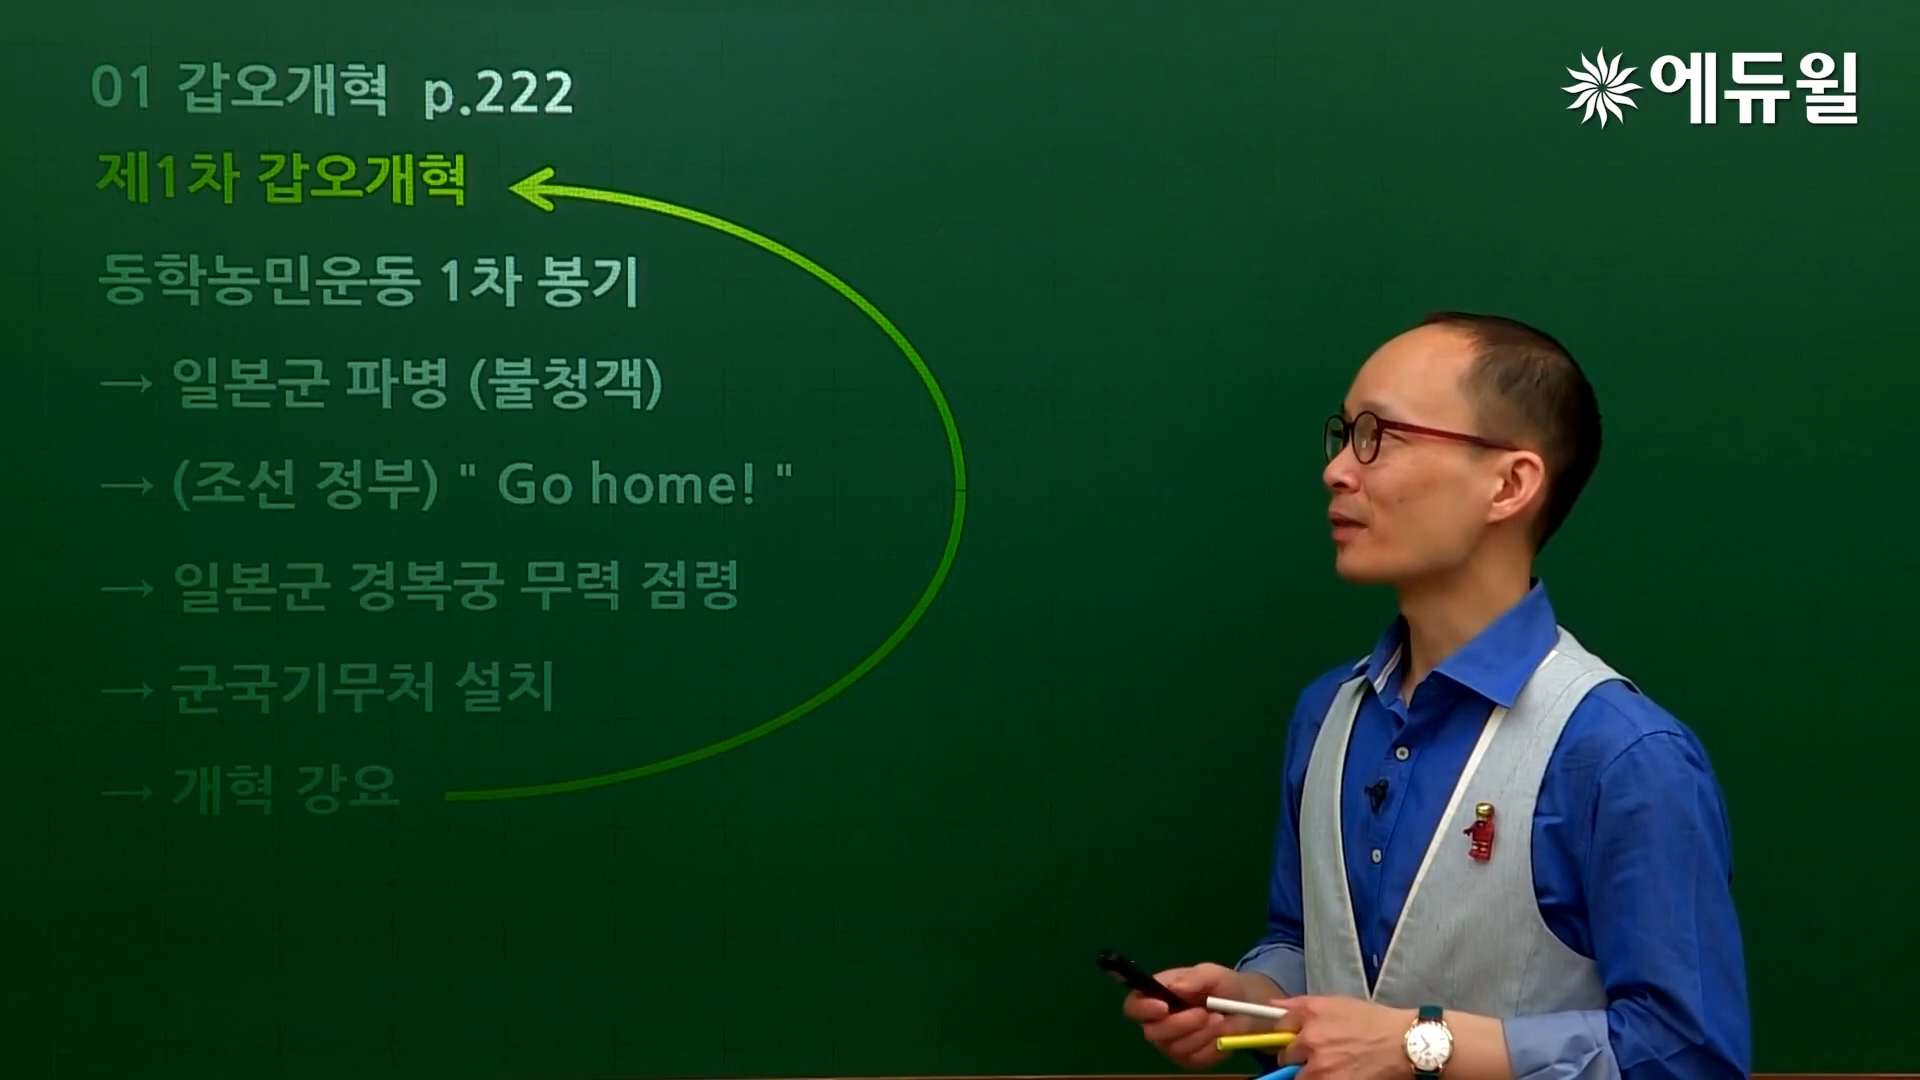 01 갑오개혁 p.222
에듀윌
제1차 갑오개혁
동학농민운동 1차 봉기
→ 일본군 파병 (불청객)
→ (조선 정부) " Go home! "
→ 일본군 경복궁 무력 점령
→ 군국기무처 설치
→ 개혁 강요